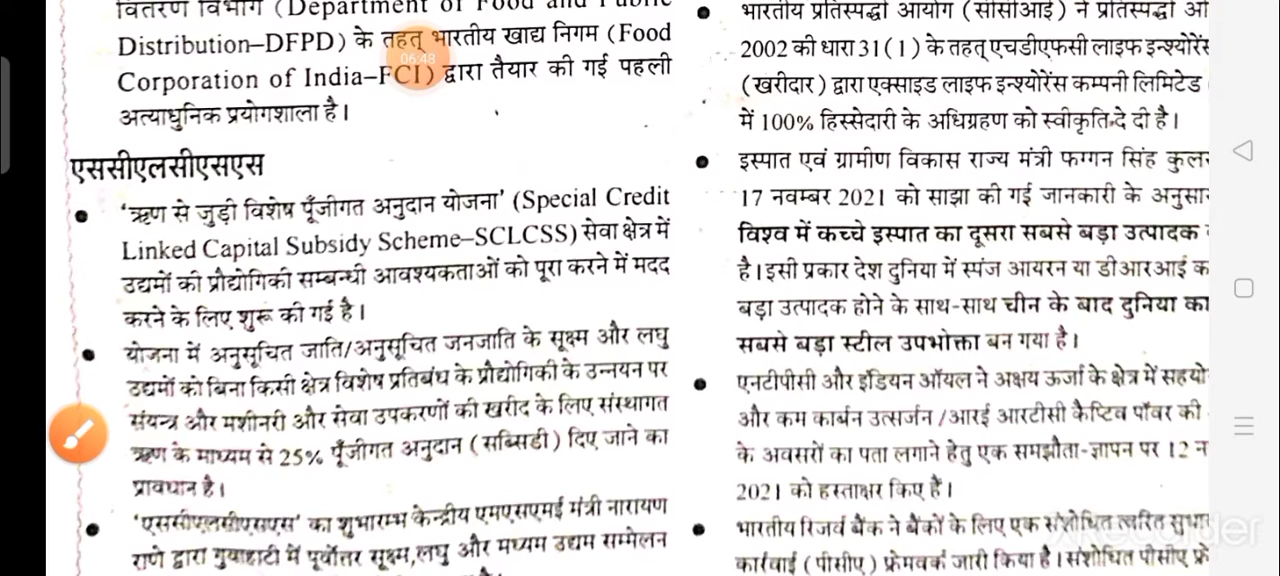 वितरण विभाग (Department of Food and Public
Distribution–DFPD) के तहत् भारतीय खाद्य निगम (Food
Corporation of India–FCI) द्वारा तैयार की गई पहली
अत्याधुनिक प्रयोगशाला है।
एससीएलसीएसएस
• 'ऋण से जुड़ी विशेष पूँजीगत अनुदान योजना' (Special Credit
Linked Capital Subsidy Scheme–SCLCSS) सेवा क्षेत्र में
उद्यमों की प्रौद्योगिकी सम्बन्धी आवश्यकताओं को पूरा करने में मदद
करने के लिए शुरू की गई है।
• योजना में अनुसूचित जाति/अनुसूचित जनजाति के सूक्ष्म और लघु
उद्यमों को बिना किसी क्षेत्र विशेष प्रतिबंध के प्रौद्योगिकी के उन्नयन पर
संयन्त्र और मशीनरी और सेवा उपकरणों की खरीद के लिए संस्थागत
ऋण के माध्यम से 25% पूँजीगत अनुदान (सब्सिडी) दिए जाने का
प्रावधान है।
• 'एससीएलसीएसएस' का शुभारम्भ केन्द्रीय एमएसएमई मंत्री नारायण
राणे द्वारा गुवाहाटी में पूर्वोत्तर सूक्ष्म, लघु और मध्यम उद्यम सम्मेलन
• भारतीय प्रतिस्पर्द्धा आयोग (सीसीआई) ने प्रतिस्पर्द्धा अ
2002 की धारा 31(1) के तहत् एचडीएफसी लाइफ इन्श्योरेंस
(खरीदार) द्वारा एक्साइड लाइफ इन्श्योरेंस कम्पनी लिमिटेड
में 100% हिस्सेदारी के अधिग्रहण को स्वीकृति दे दी है।
• इस्पात एवं ग्रामीण विकास राज्य मंत्री फग्गन सिंह कुल
17 नवम्बर 2021 को साझा की गई जानकारी के अनुसा
विश्व में कच्चे इस्पात का दूसरा सबसे बड़ा उत्पादक
है। इसी प्रकार देश दुनिया में स्पंज आयरन या डीआरआई क
बड़ा उत्पादक होने के साथ-साथ चीन के बाद दुनिया का
सबसे बड़ा स्टील उपभोक्ता बन गया है।
• एनटीपीसी और इंडियन ऑयल ने अक्षय ऊर्जा के क्षेत्र में सहयो
और कम कार्बन उत्सर्जन/आरई आरटीसी कैप्टिव पॉवर की
के अवसरों का पता लगाने हेतु एक समझौता-ज्ञापन पर 12 न
2021 को हस्ताक्षर किए हैं।
• भारतीय रिजर्व बैंक ने बैंकों के लिए एक संशोधित त्वरित सुधा
कार्रवाई (पीसीए) फ्रेमवर्क जारी किया है। संशोधित पीसीए फ्रे
06:48